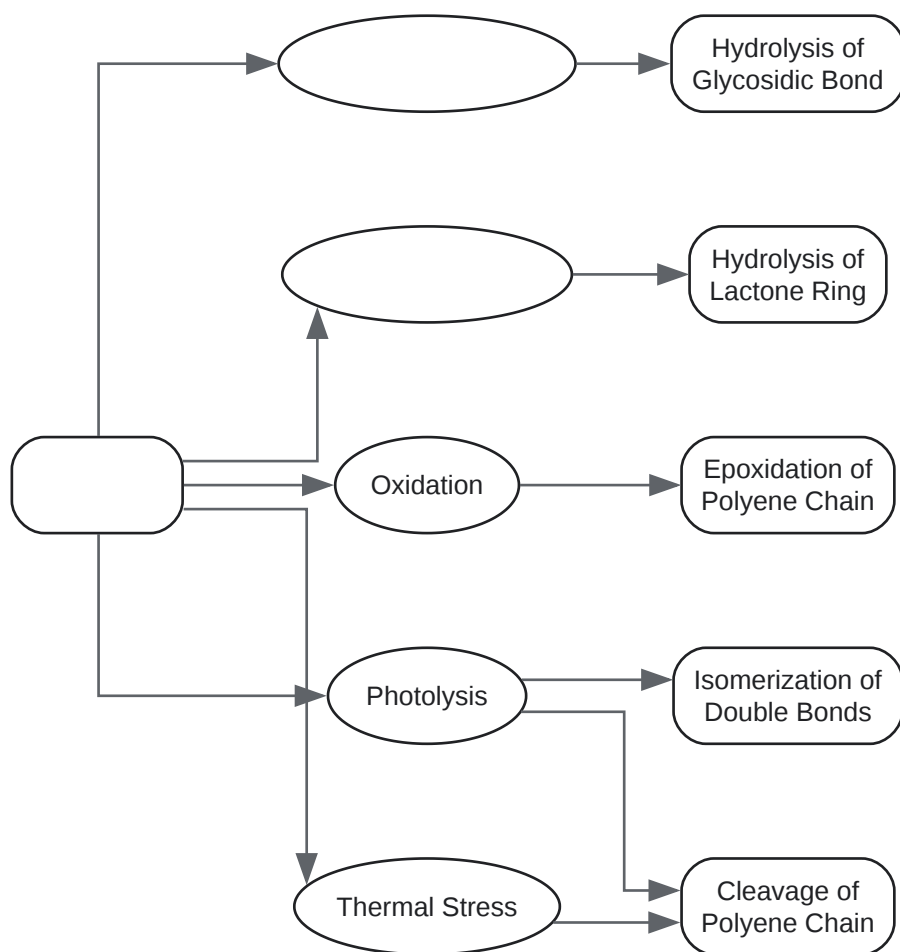 Hydrolysis of
Glycosidic Bond
Hydrolysis of
Lactone Ring
Oxidation
Epoxidation of
Polyene Chain
Photolysis
Isomerization of
Double Bonds
Thermal Stress
Cleavage of
Polyene Chain